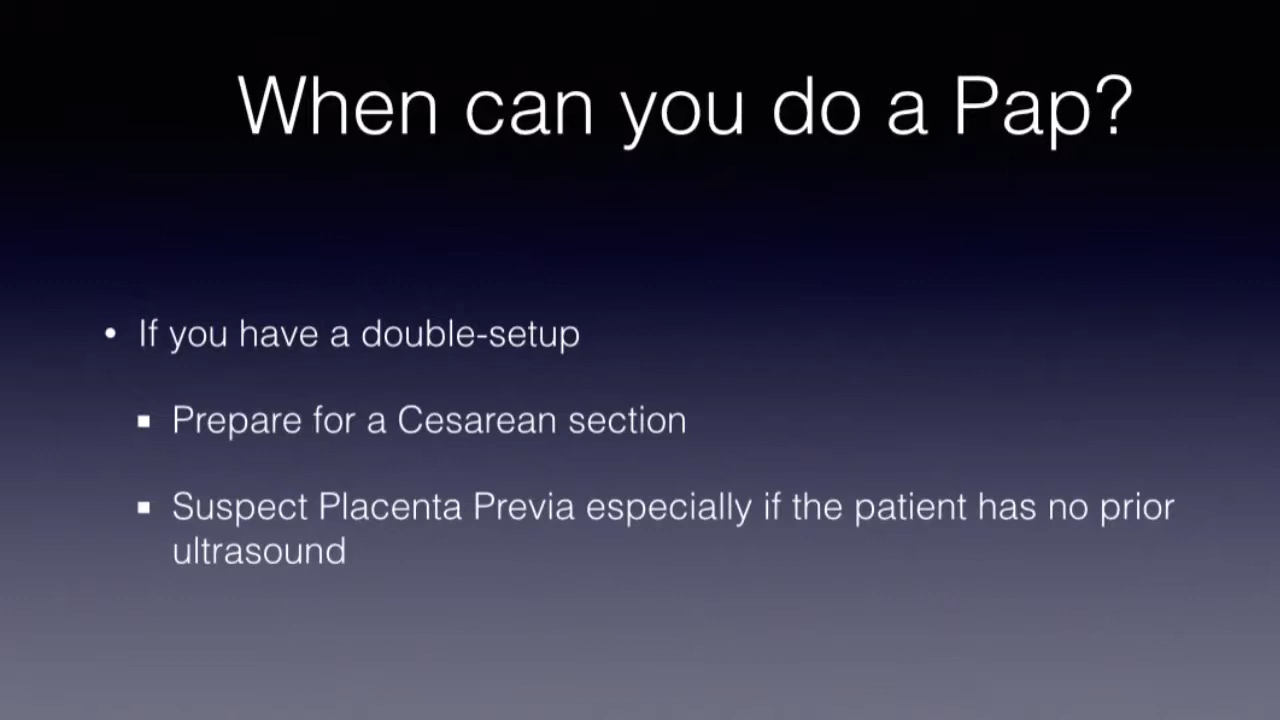 When can you do a Pap?
• If you have a double-setup
▪ Prepare for a Cesarean section
▪ Suspect Placenta Previa especially if the patient has no prior
ultrasound